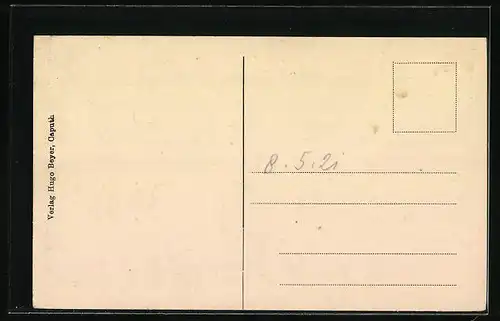 Verlag Hugo Beyer, Caputh
8.5.21